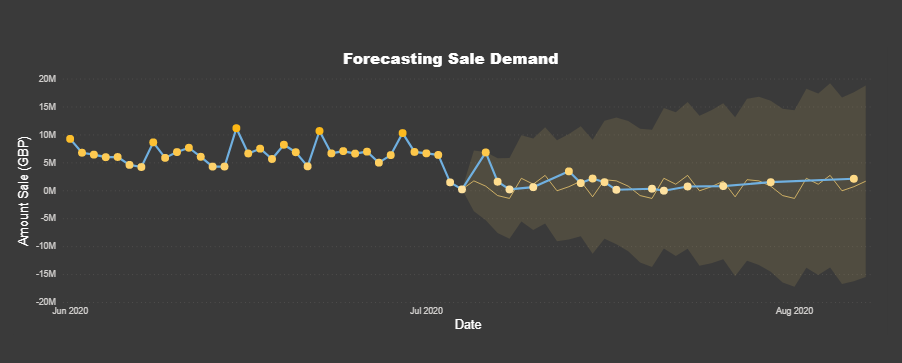 Forecasting Sale Demand
20M
15M
10M
5M
0M
-5M
-10M
-15M
-20M
Amount Sale (GBP)
Jun 2020
Jul 2020
Aug 2020
Date